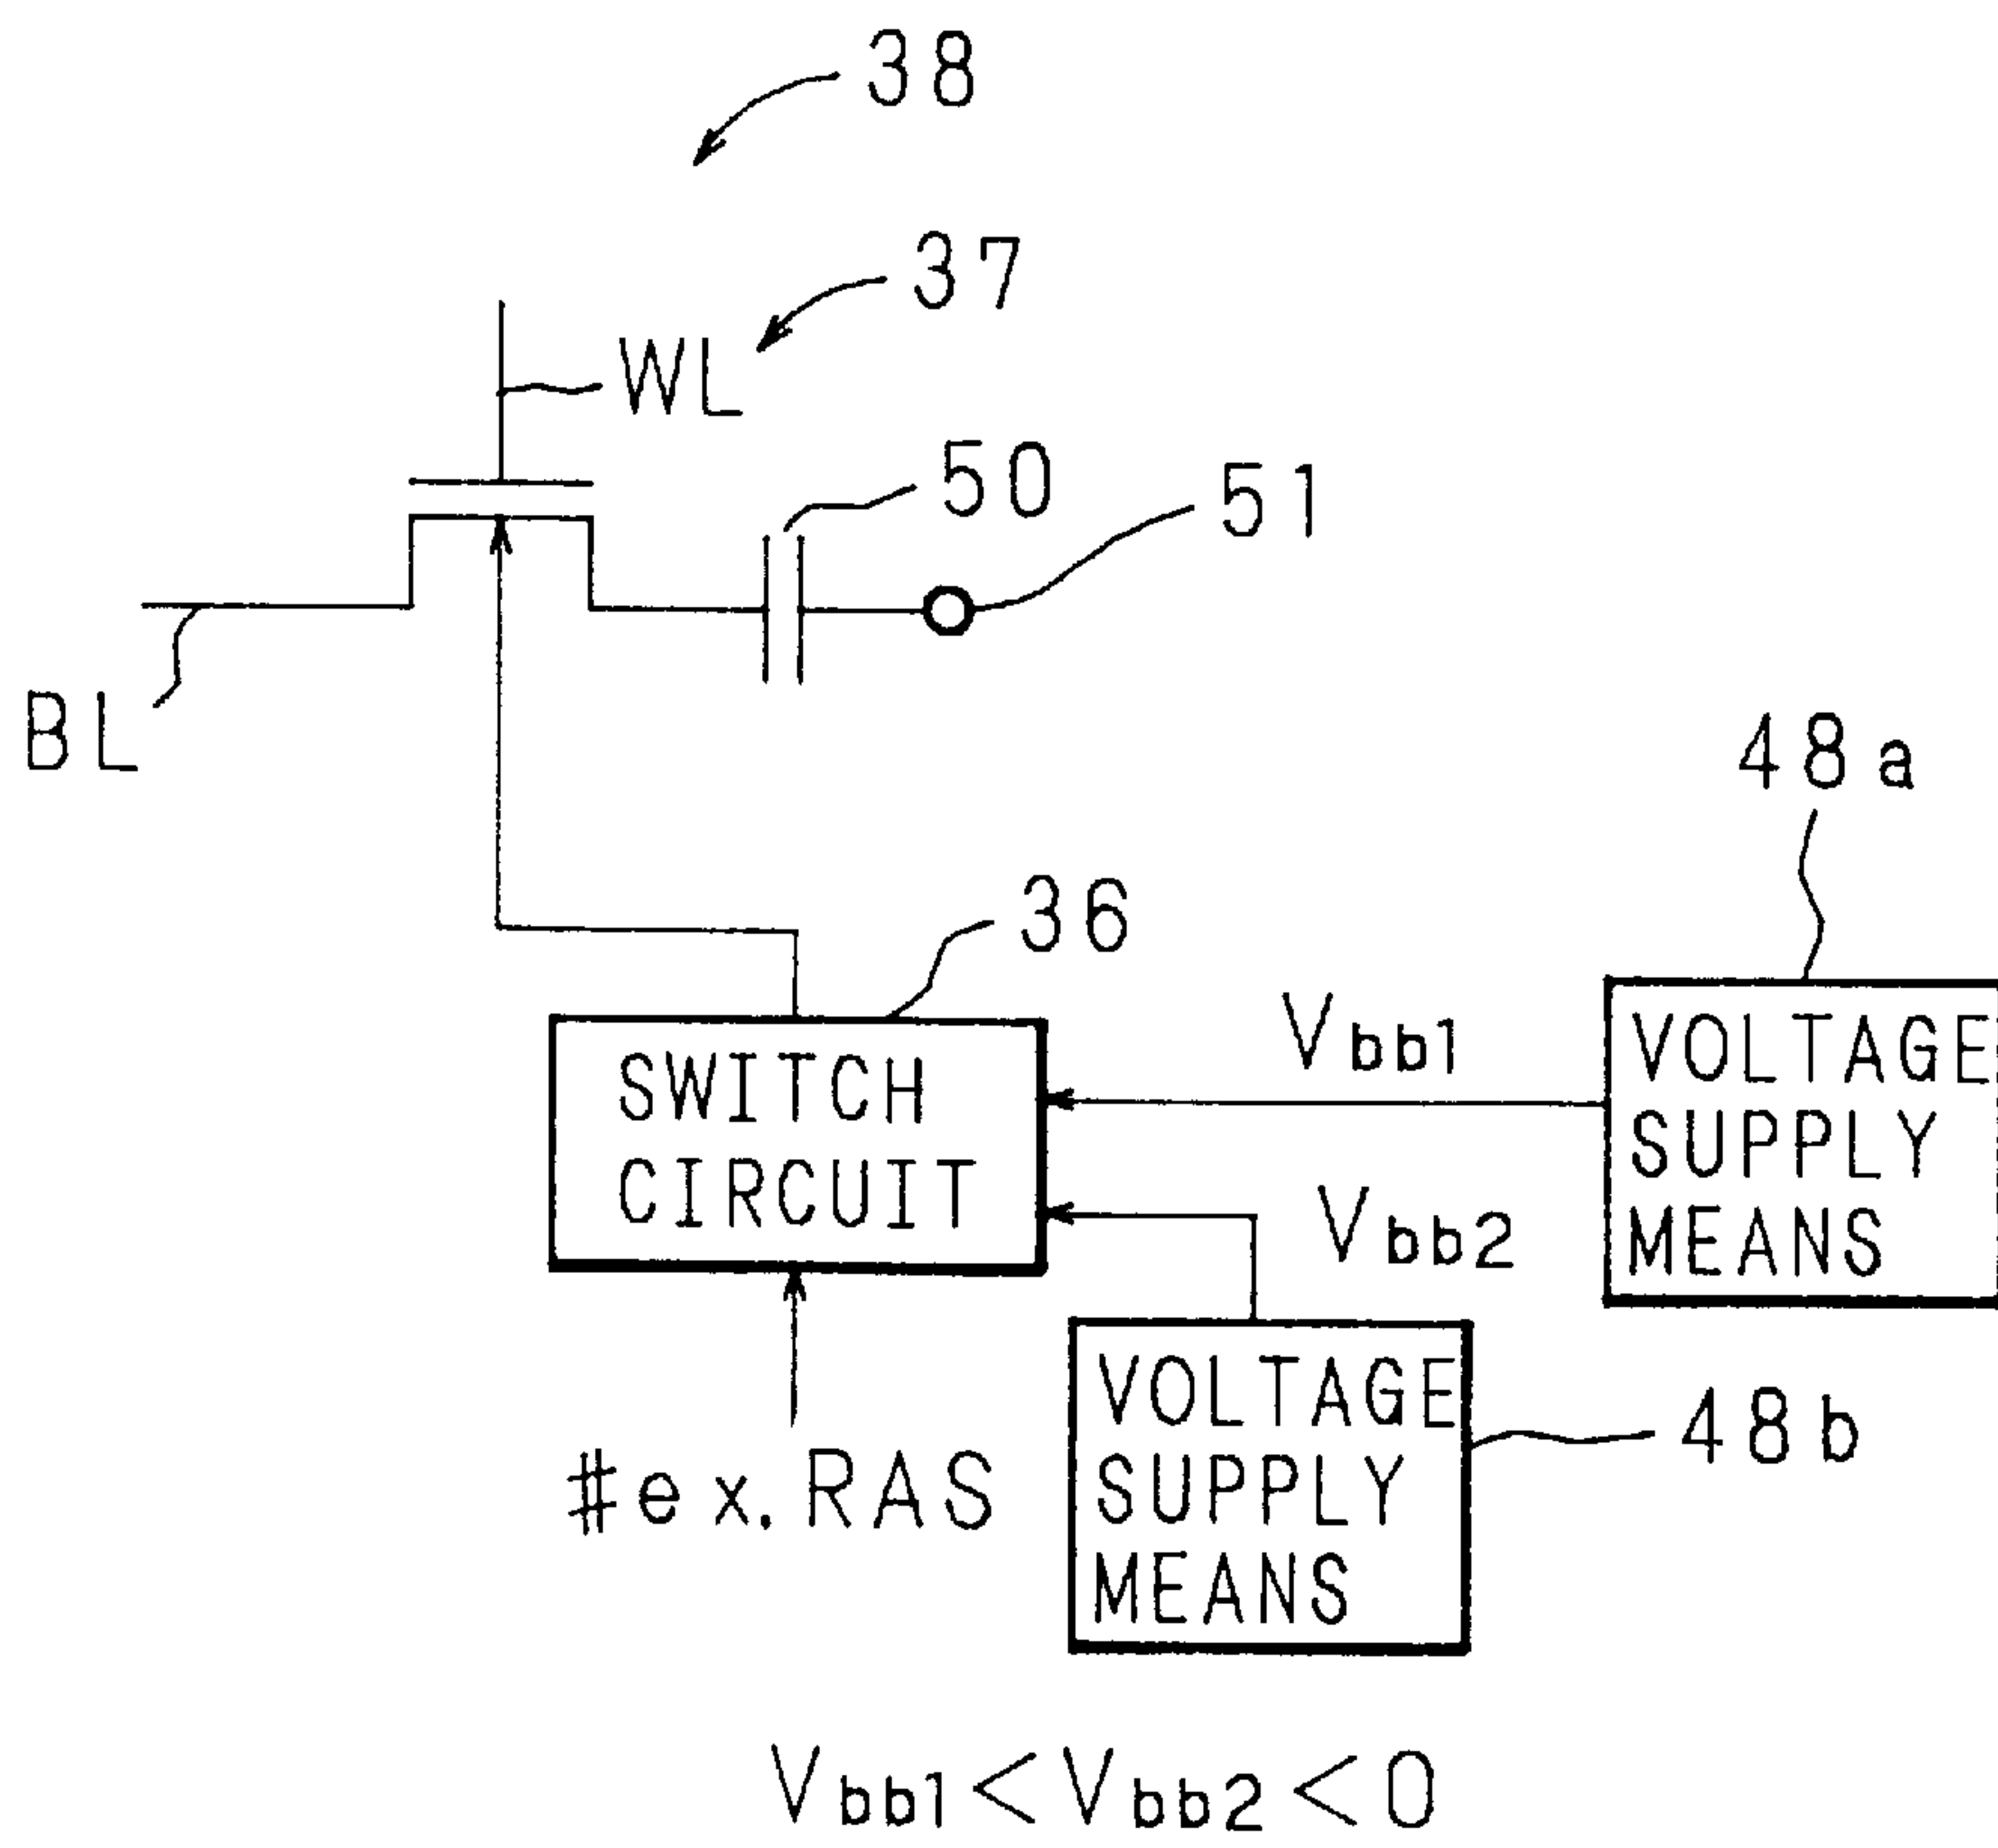 38
37
WL
50
51
BL
48a
36
SWITCH
CIRCUIT
Vbb1
VOLTAGE
SUPPLY
MEANS
Vbb2
VOLTAGE
SUPPLY
MEANS
48b
#ex.RAS
Vbb1<Vbb2<0